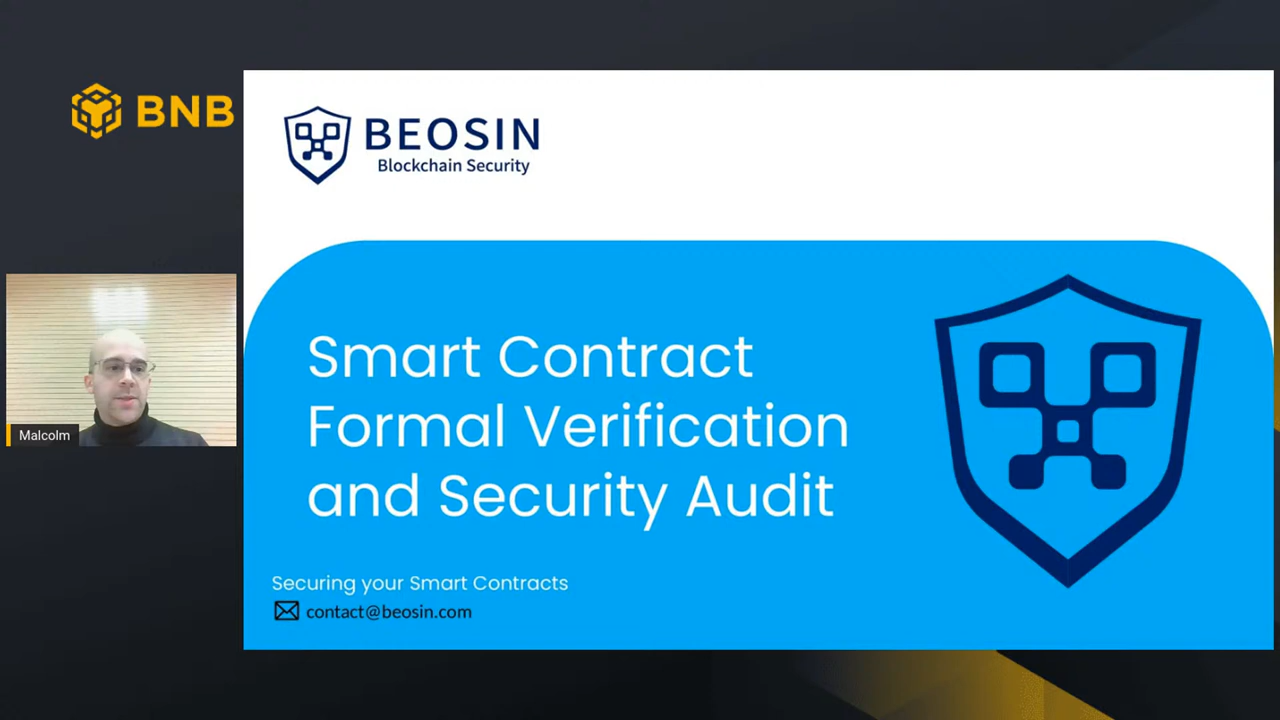 BNB
BEOSIN
Blockchain Security
Malcolm
Smart Contract
Formal Verification
and Security Audit
Securing your Smart Contracts
contact@beosin.com